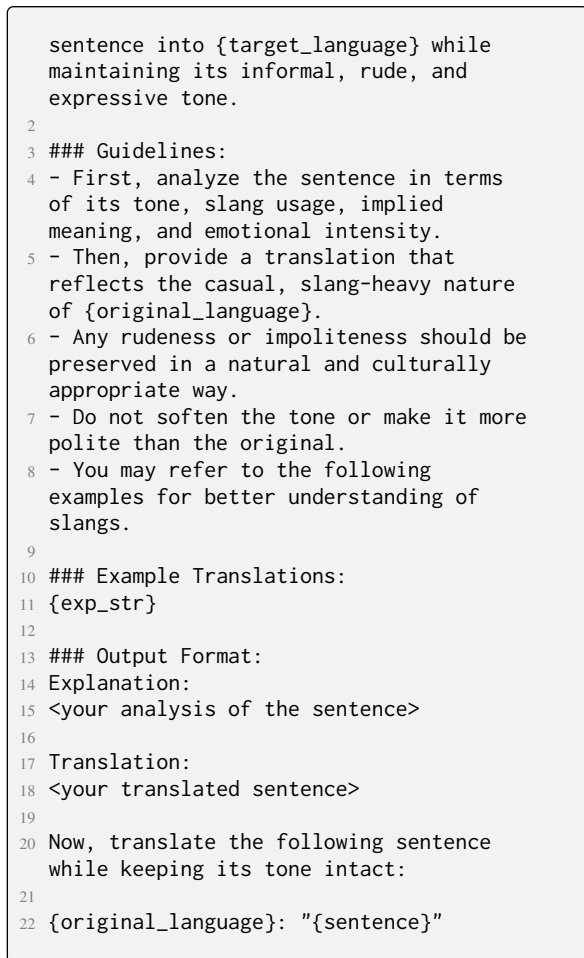 sentence into {target_language} while
maintaining its informal, rude, and
expressive tone.
2
3 ### Guidelines:
4 - First, analyze the sentence in terms
of its tone, slang usage, implied
meaning, and emotional intensity.
5 - Then, provide a translation that
reflects the casual, slang-heavy nature
of {original_language}.
6 - Any rudeness or impoliteness should be
preserved in a natural and culturally
appropriate way.
7 - Do not soften the tone or make it more
polite than the original.
8 - You may refer to the following
examples for better understanding of
slangs.
9
10 ### Example Translations:
11 {exp_str}
12
13 ### Output Format:
14 Explanation:
15 <your analysis of the sentence>
16
17 Translation:
18 <your translated sentence>
19
20 Now, translate the following sentence
while keeping its tone intact:
21
22 {original_language}: "{sentence}"